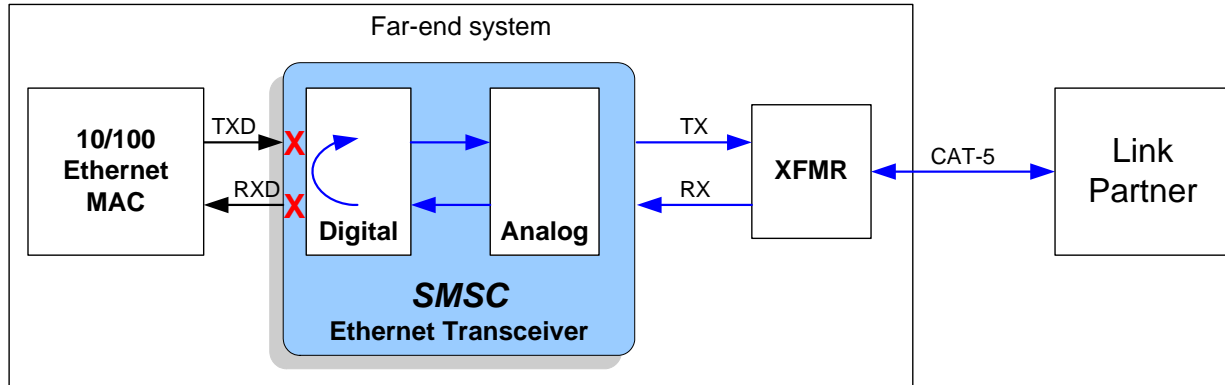 Far-end system
10/100
Ethernet
MAC
TXD
RXD
X
X
Digital
Analog
SMSC
Ethernet Transceiver
TX
RX
XFMR
CAT-5
Link
Partner